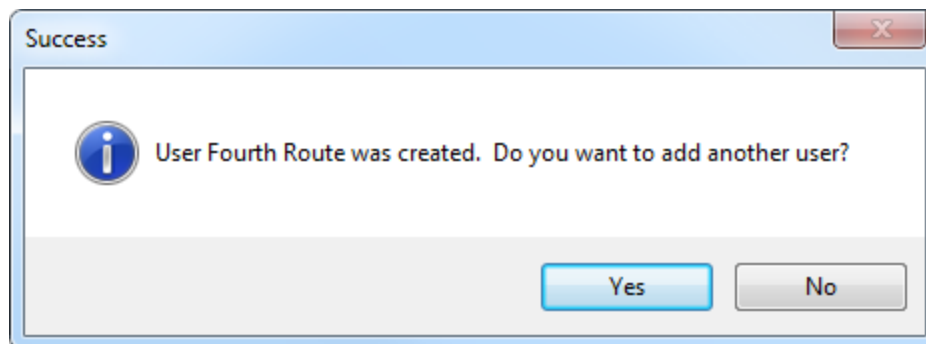 Success
User Fourth Route was created.  Do you want to add another user?
Yes
No